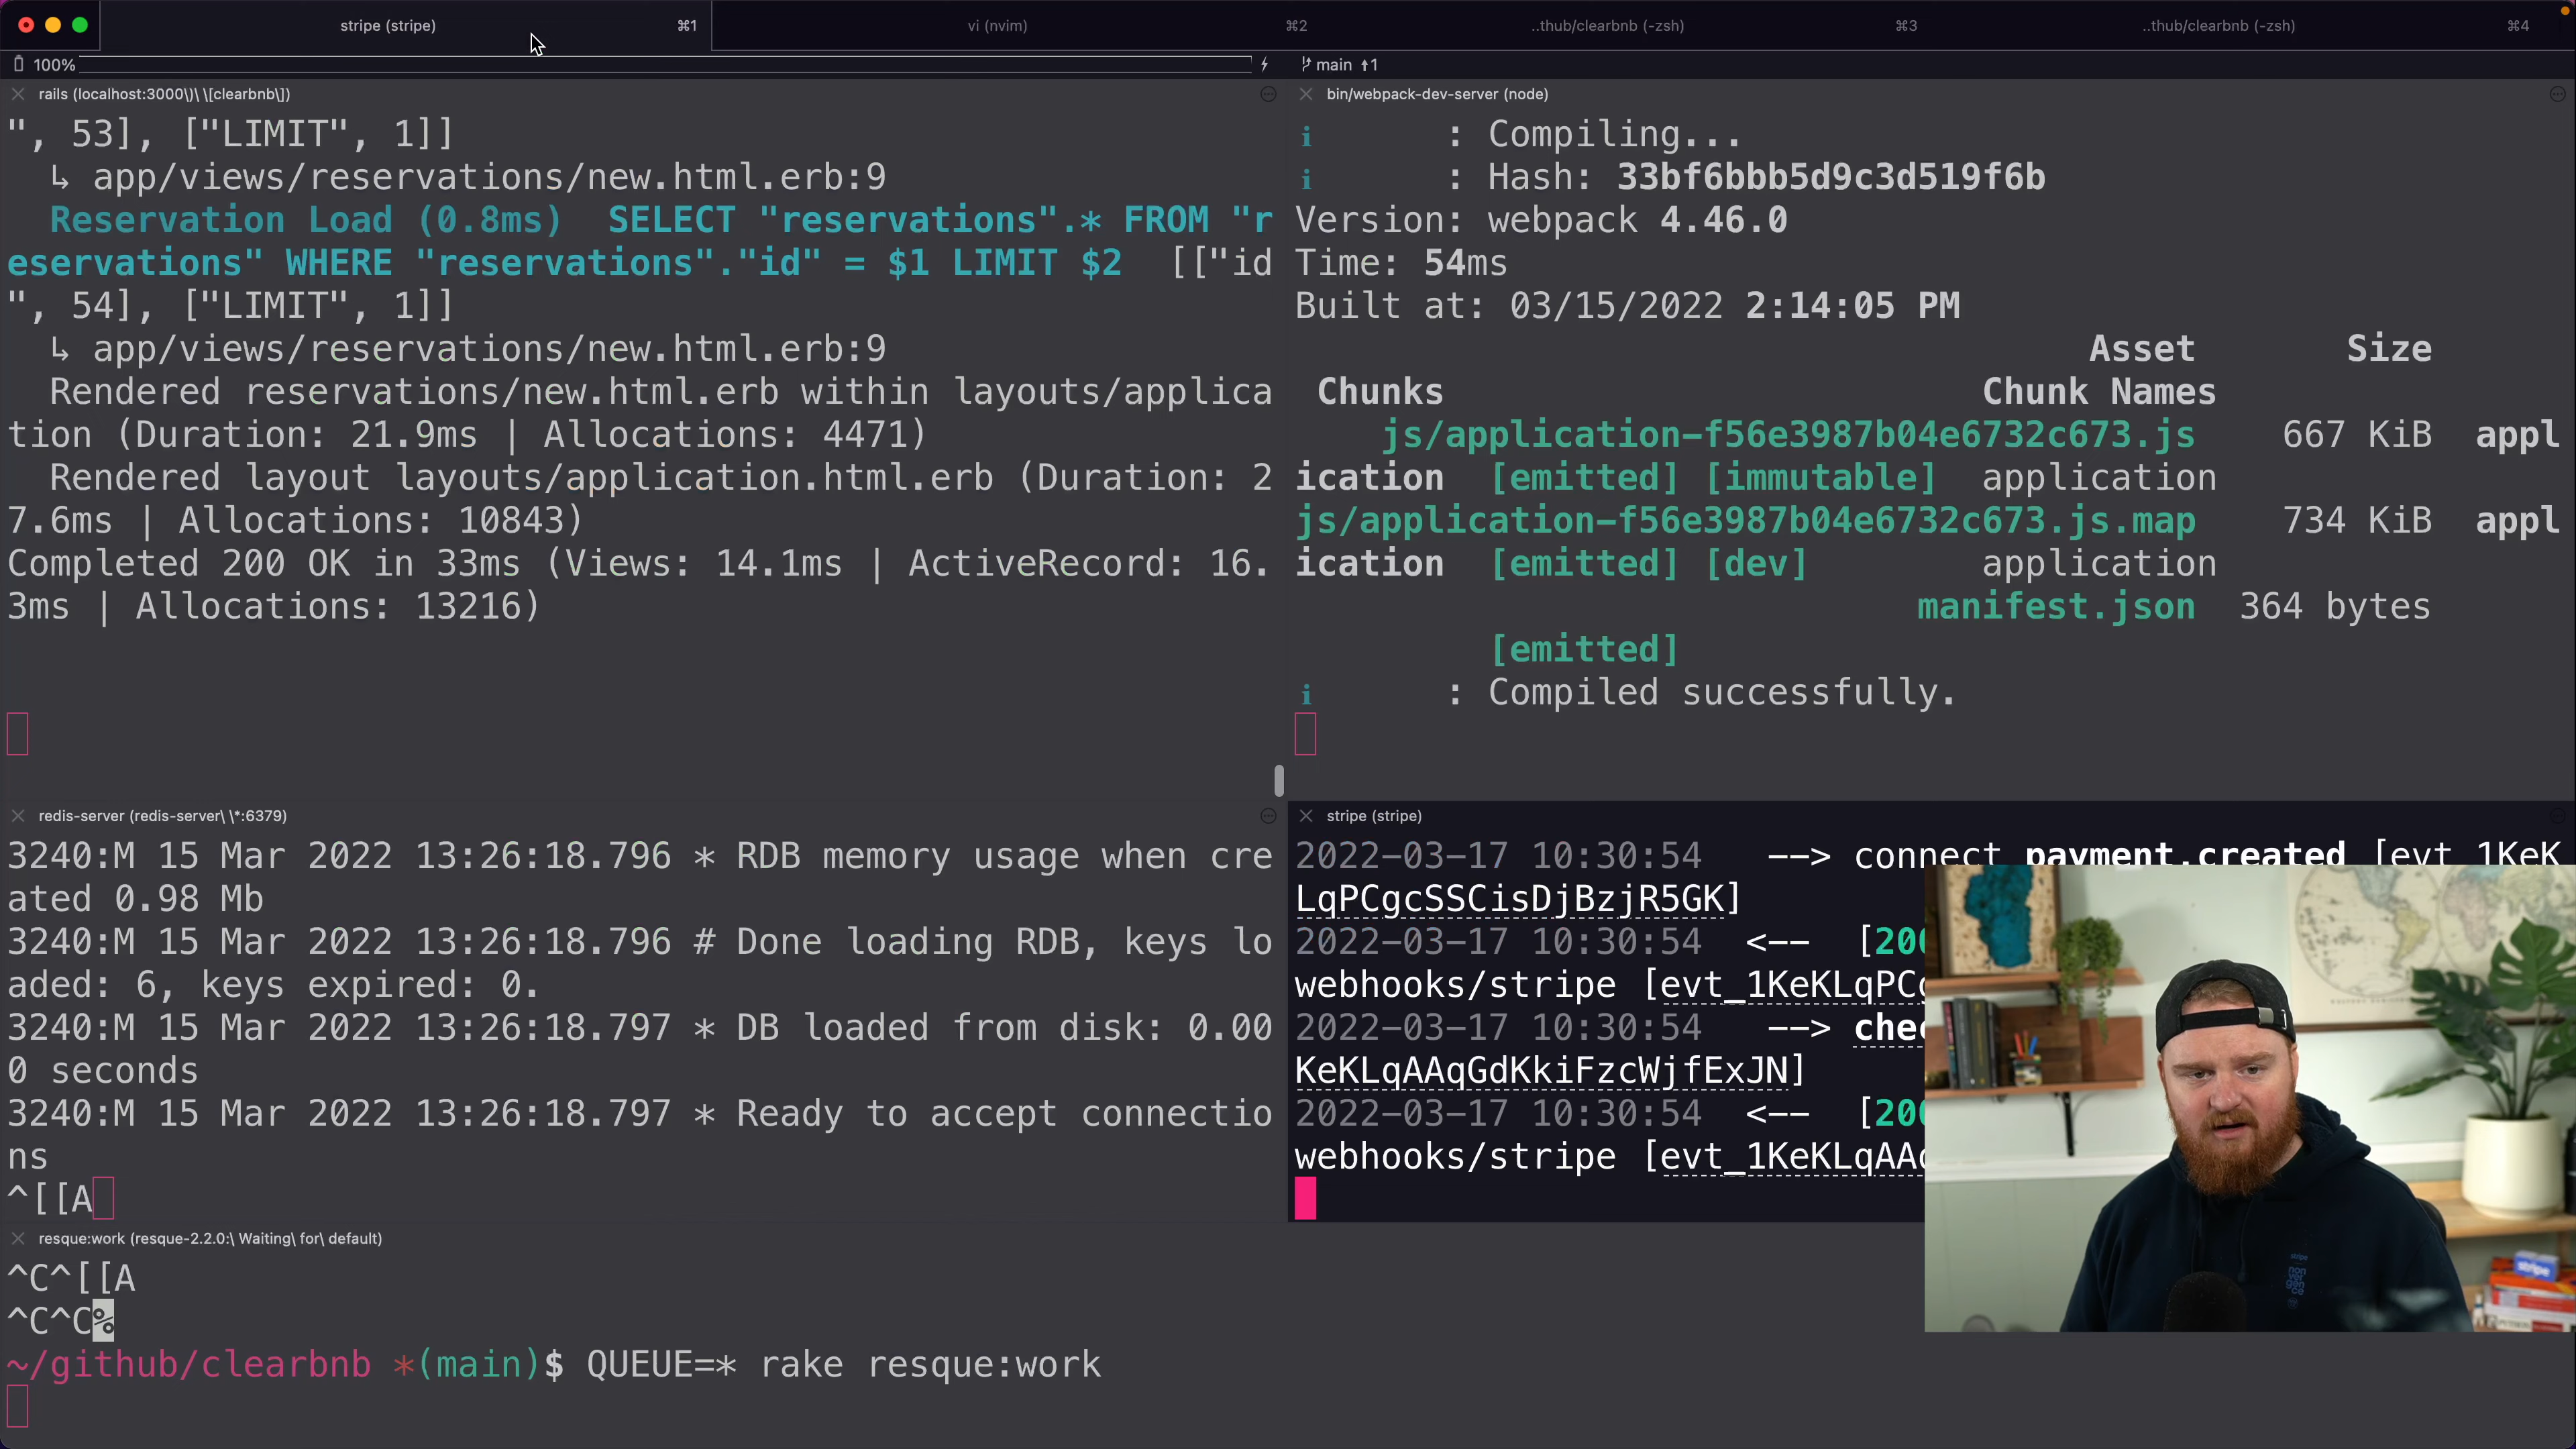 stripe (stripe) ⌘1 vi (nvim) ⌘2 ..thub/clearbnb (-zsh) ⌘3 ..thub/clearbnb (-zsh) ⌘4
100% main ↑1
rails (localhost:3000\)\ \[clearbnb\])
", 53], ["LIMIT", 1]]
↳ app/views/reservations/new.html.erb:9
Reservation Load (0.8ms) SELECT "reservations".* FROM "r
eservations" WHERE "reservations"."id" = $1 LIMIT $2 [["id
", 54], ["LIMIT", 1]]
↳ app/views/reservations/new.html.erb:9
Rendered reservations/new.html.erb within layouts/applica
tion (Duration: 21.9ms | Allocations: 4471)
Rendered layout layouts/application.html.erb (Duration: 2
7.6ms | Allocations: 10843)
Completed 200 OK in 33ms (Views: 14.1ms | ActiveRecord: 16.
3ms | Allocations: 13216)
bin/webpack-dev-server (node)
i : Compiling...
i : Hash: 33bf6bbb5d9c3d519f6b
Version: webpack 4.46.0
Time: 54ms
Built at: 03/15/2022 2:14:05 PM
Asset Size
Chunks Chunk Names
js/application-f56e3987b04e6732c673.js 667 KiB appl
ication [emitted] [immutable] application
js/application-f56e3987b04e6732c673.js.map 734 KiB appl
ication [emitted] [dev] application
manifest.json 364 bytes
[emitted]
i : Compiled successfully.
redis-server (redis-server\ \*:6379)
3240:M 15 Mar 2022 13:26:18.796 * RDB memory usage when cre
ated 0.98 Mb
3240:M 15 Mar 2022 13:26:18.796 # Done loading RDB, keys lo
aded: 6, keys expired: 0.
3240:M 15 Mar 2022 13:26:18.797 * DB loaded from disk: 0.00
0 seconds
3240:M 15 Mar 2022 13:26:18.797 * Ready to accept connectio
ns
^[[A
stripe (stripe)
2022-03-17 10:30:54 --> connect payment.created [evt_1KeK
LqPCgcSSCisDjBzjR5GK]
2022-03-17 10:30:54 <-- [200
webhooks/stripe [evt_1KeKLqPCg
2022-03-17 10:30:54 --> chec
KeKLqAAqGdKkiFzcWjfExJN]
2022-03-17 10:30:54 <-- [200
webhooks/stripe [evt_1KeKLqAAq
resque:work (resque-2.2.0:\ Waiting\ for\ default)
^C^[[A
^C^C%
~/github/clearbnb *(main)$ QUEUE=* rake resque:work
stripe